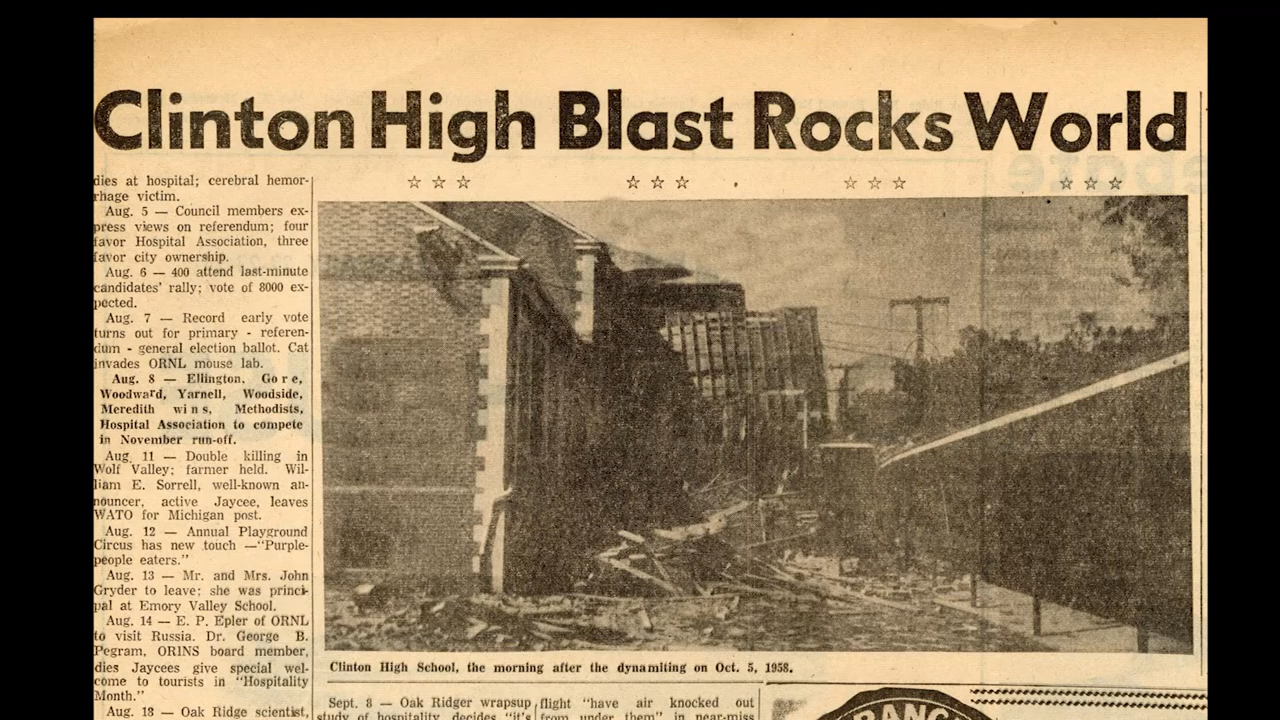 Clinton High Blast Rocks World
dies at hospital; cerebral hemor-
rhage victim.
Aug. 5 — Council members ex-
press views on referendum; four
favor Hospital Association, three
favor city ownership.
Aug. 6 — 400 attend last-minute
candidates' rally; vote of 8000 ex-
pected.
Aug. 7 — Record early vote
turns out for primary - referen-
dum - general election ballot. Cat
invades ORNL mouse lab.
Aug. 8 — Ellington, Gore,
Woodward, Yarnell, Woodside,
Meredith wins, Methodists,
Hospital Association to compete
in November run-off.
Aug. 11 — Double killing in
Wolf Valley; farmer held. Wil-
liam E. Sorrell, well-known an-
nouncer, active Jaycee, leaves
WATO for Michigan post.
Aug. 12 — Annual Playground
Circus has new touch —"Purple-
people eaters."
Aug. 13 — Mr. and Mrs. John
Gryder to leave; she was princi-
pal at Emory Valley School.
Aug. 14 — E. P. Epler of ORNL
to visit Russia. Dr. George B.
Pegram, ORINS board member,
dies Jaycees give special wel-
come to tourists in "Hospitality
Month."
Aug. 18 — Oak Ridge scientist,
Clinton High School, the morning after the dynamiting on Oct. 5, 1958.
Sept. 8 — Oak Ridger wrapsup
study of hospitality, decides "it's
flight "have air knocked out
from under them" in near-miss